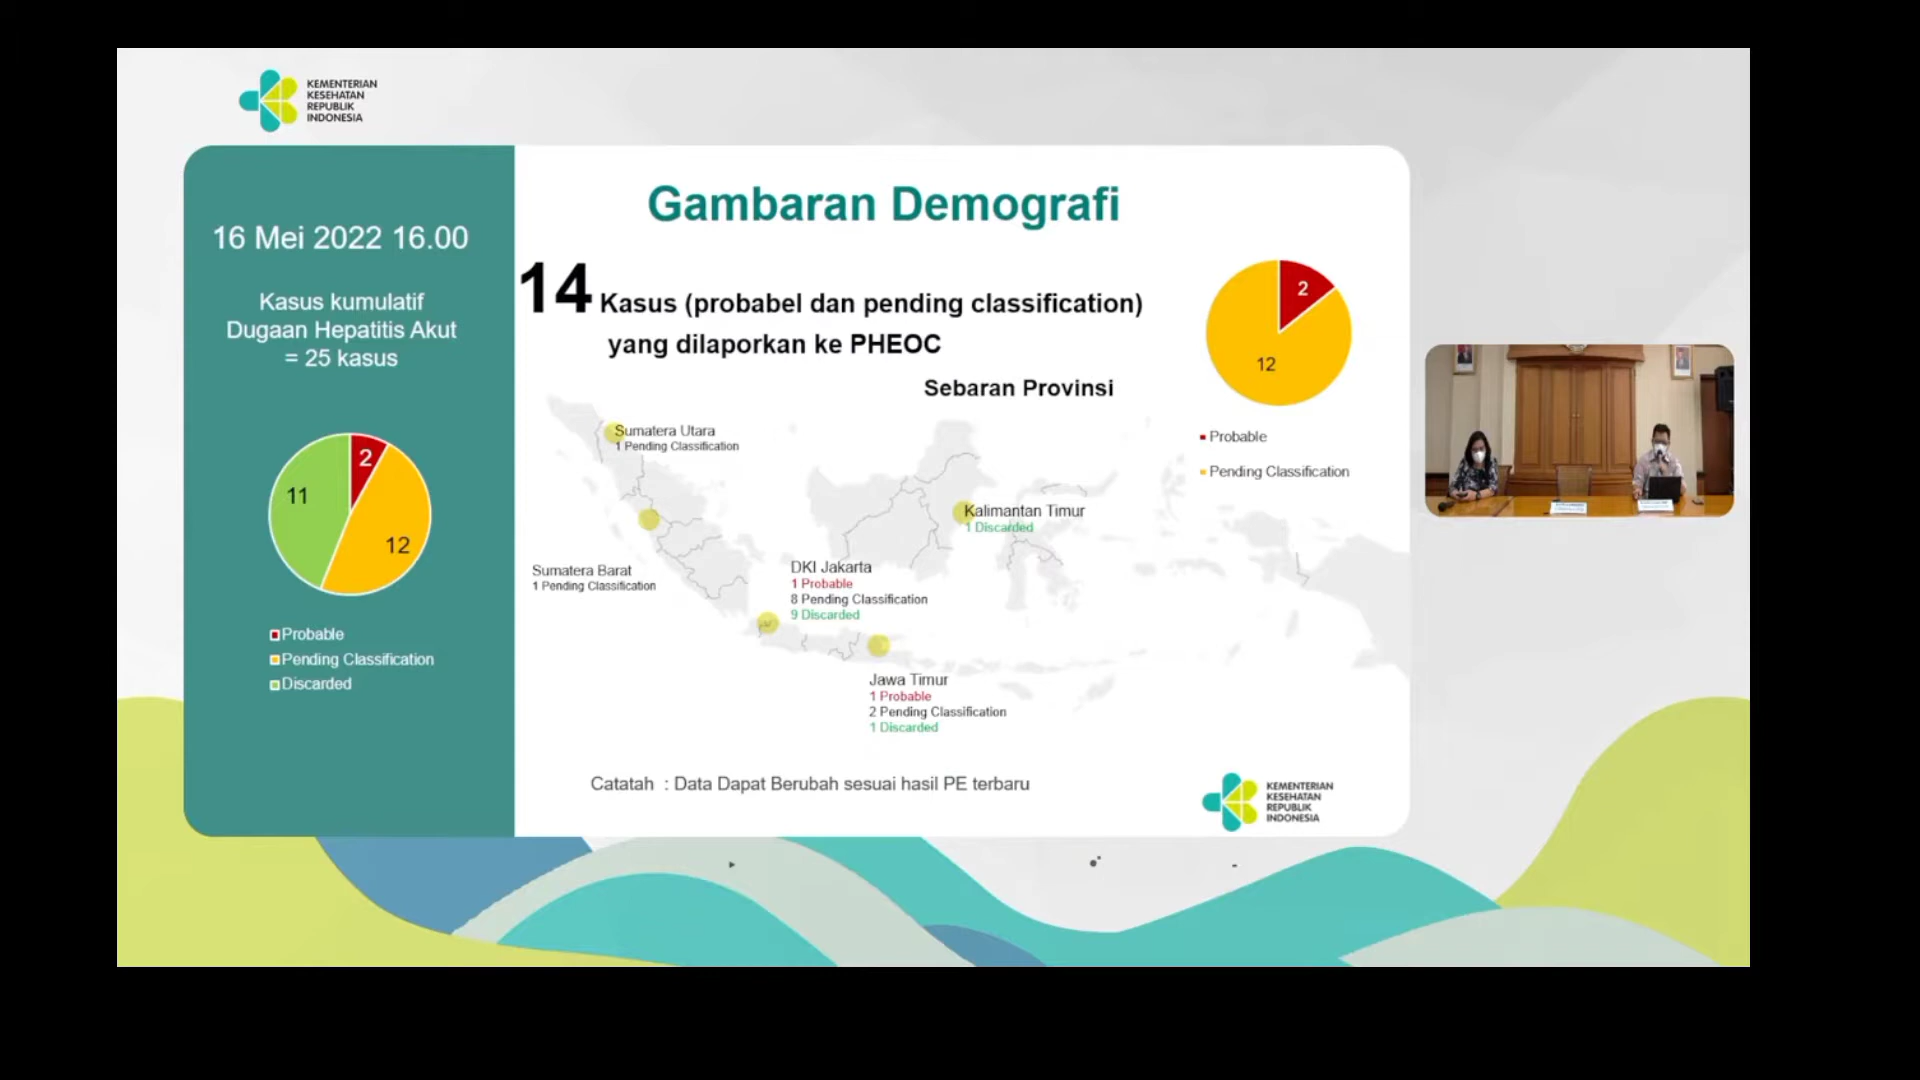 KEMENTERIAN
KESEHATAN
REPUBLIK
INDONESIA
16 Mei 2022 16.00
Kasus kumulatif
Dugaan Hepatitis Akut
= 25 kasus
2
11
12
Probable
Pending Classification
Discarded
Gambaran Demografi
14 Kasus (probabel dan pending classification)
yang dilaporkan ke PHEOC
Sebaran Provinsi
2
12
Probable
Pending Classification
Sumatera Utara
1 Pending Classification
Kalimantan Timur
1 Discarded
Sumatera Barat
1 Pending Classification
DKI Jakarta
1 Probable
8 Pending Classification
9 Discarded
Jawa Timur
1 Probable
2 Pending Classification
1 Discarded
Catatah : Data Dapat Berubah sesuai hasil PE terbaru
KEMENTERIAN
KESEHATAN
REPUBLIK
INDONESIA